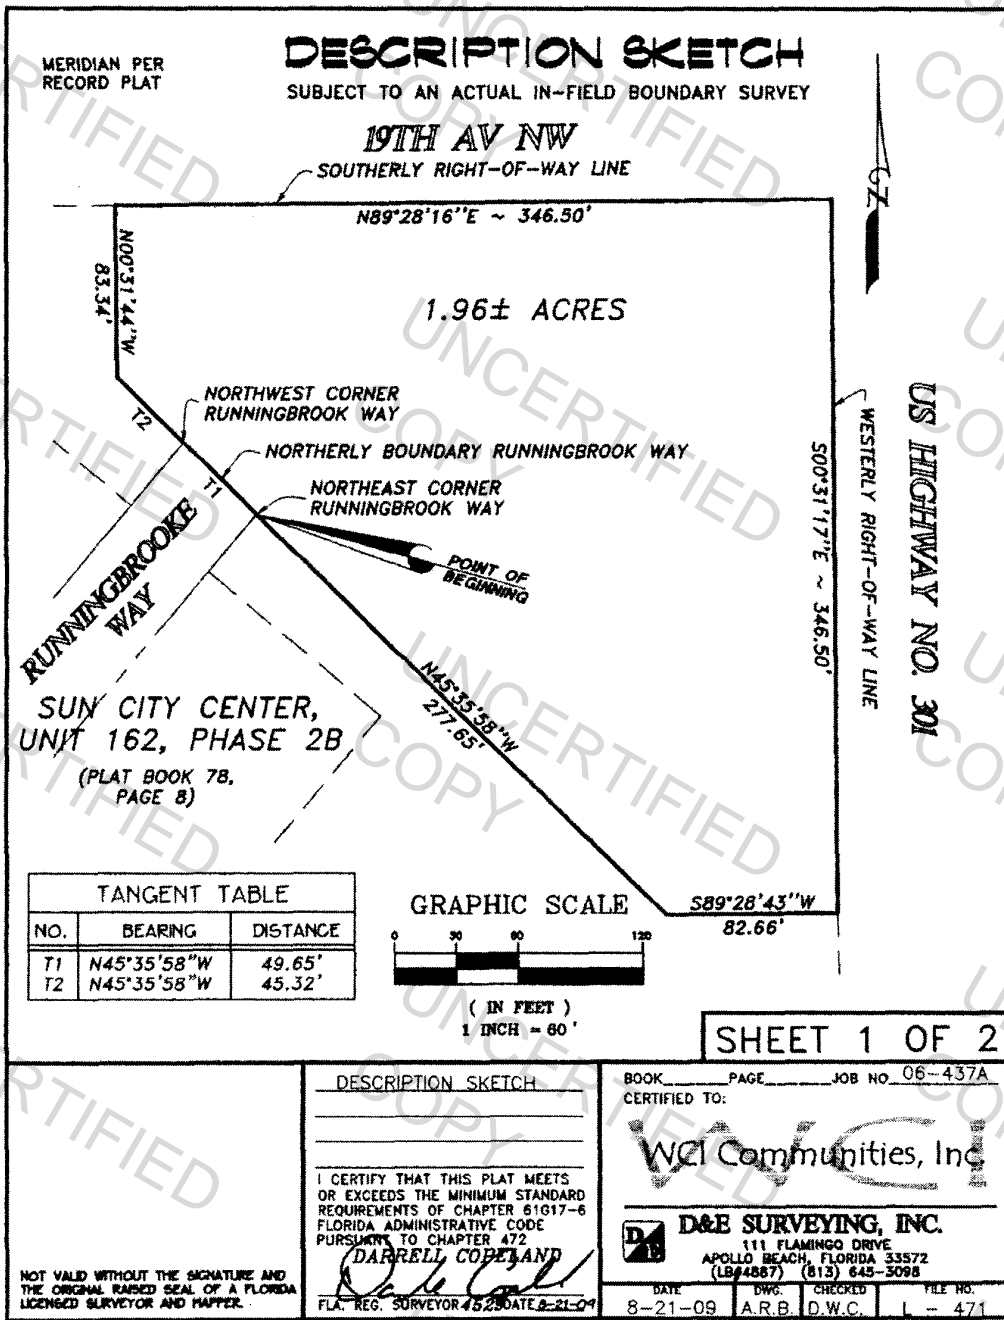 MERIDIAN PER
RECORD PLAT
DESCRIPTION SKETCH
SUBJECT TO AN ACTUAL IN-FIELD BOUNDARY SURVEY
19TH AV NW
SOUTHERLY RIGHT-OF-WAY LINE
N89°28'16"E ~ 346.50'
N00°31'44"W
83.34'
1.96± ACRES
NORTHWEST CORNER
RUNNINGBROOK WAY
T2
NORTHERLY BOUNDARY RUNNINGBROOK WAY
T1
NORTHEAST CORNER
RUNNINGBROOK WAY
POINT OF
BEGINNING
RUNNINGBROOKE
WAY
S00°31'17"E ~ 346.50'
WESTERLY RIGHT-OF-WAY LINE
US HIGHWAY NO. 301
N45°35'58"W
277.65'
SUN CITY CENTER,
UNIT 162, PHASE 2B
(PLAT BOOK 78,
PAGE 8)
S89°28'43"W
82.66'
TANGENT TABLE
NO. BEARING DISTANCE
T1 N45°35'58"W 49.65'
T2 N45°35'58"W 45.32'
GRAPHIC SCALE
0 30 60 120
( IN FEET )
1 INCH = 60 '
SHEET 1 OF 2
DESCRIPTION SKETCH
I CERTIFY THAT THIS PLAT MEETS
OR EXCEEDS THE MINIMUM STANDARD
REQUIREMENTS OF CHAPTER 61G17-6
FLORIDA ADMINISTRATIVE CODE
PURSUANT TO CHAPTER 472
DARRELL COPELAND
FLA. REG. SURVEYOR 4529 DATE 8-21-09
NOT VALID WITHOUT THE SIGNATURE AND
THE ORIGINAL RAISED SEAL OF A FLORIDA
LICENSED SURVEYOR AND MAPPER.
BOOK PAGE JOB NO 06-437A
CERTIFIED TO:
WCI
WCI Communities, Inc
D&E SURVEYING, INC.
111 FLAMINGO DRIVE
APOLLO BEACH, FLORIDA 33572
(LB#4887) (813) 645-3098
DATE DWG. CHECKED FILE NO.
8-21-09 A.R.B. D.W.C. L - 471
UNCERTIFIED
COPY